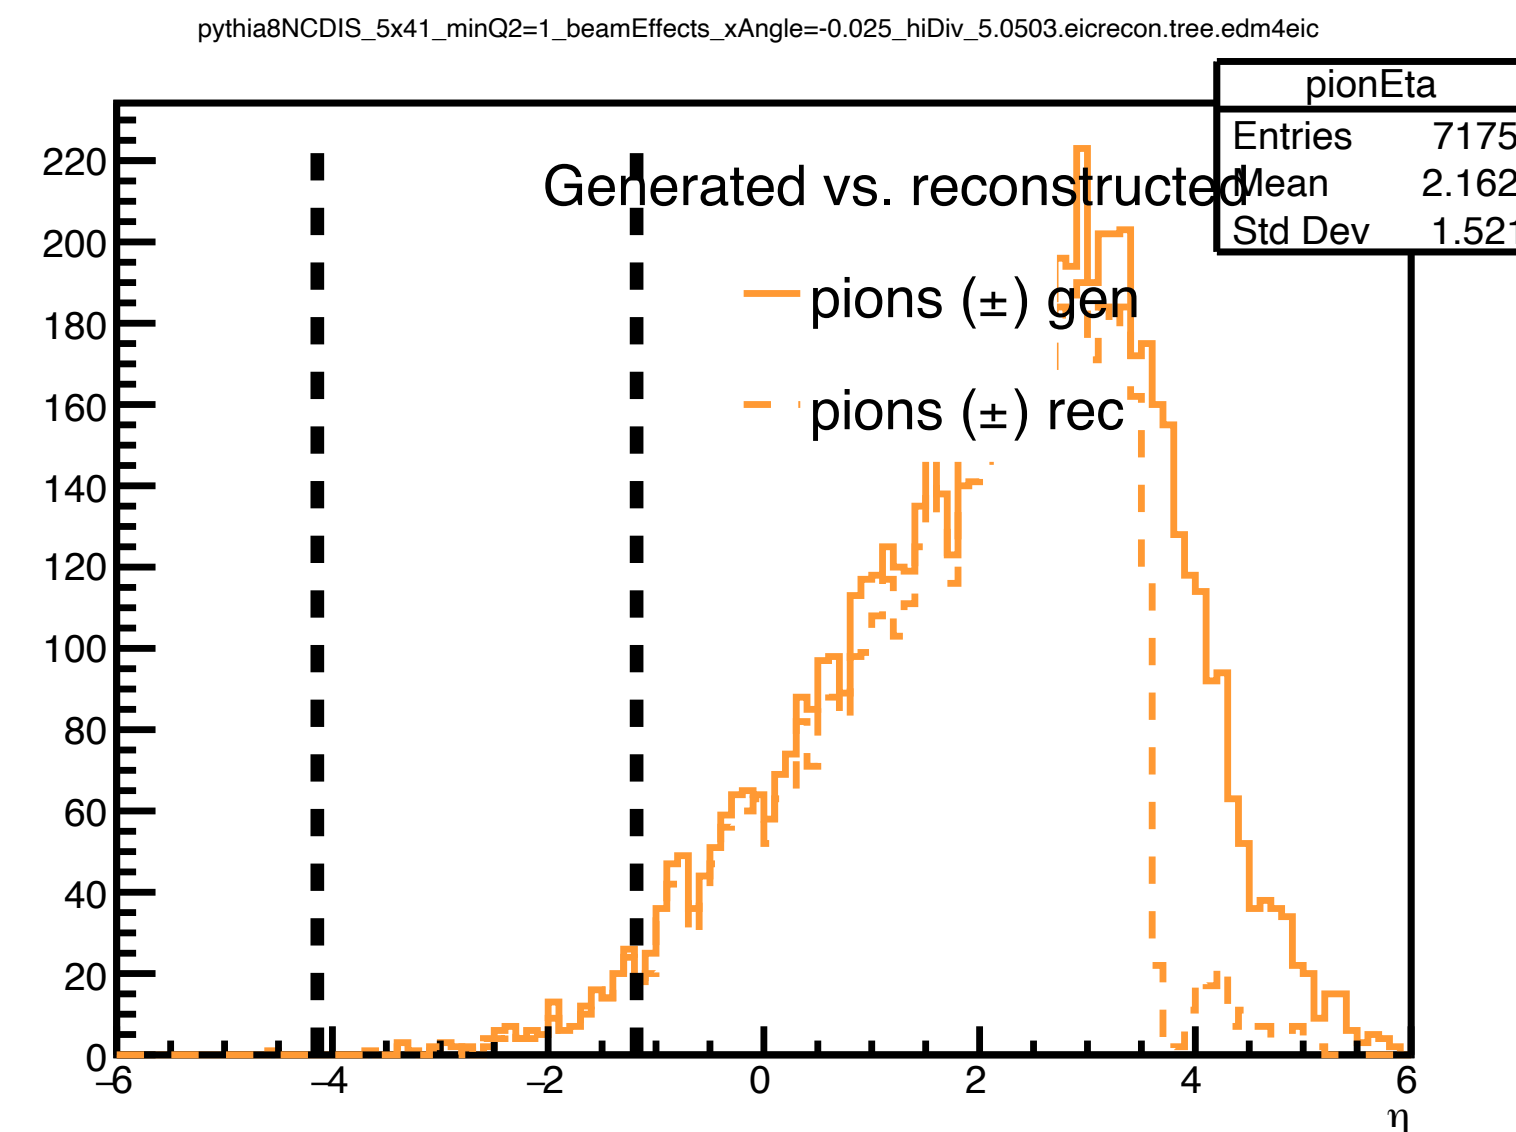 pythia8NCDIS_5x41_minQ2=1_beamEffects_xAngle=-0.025_hiDiv_5.0503.eicrecon.tree.edm4eic
pionEta
Entries 7175
Mean 2.162
Std Dev 1.521
Generated vs. reconstructed
pions (±) gen
pions (±) rec
220
200
180
160
140
120
100
80
60
40
20
0
−6 −4 −2 0 2 4 6
η